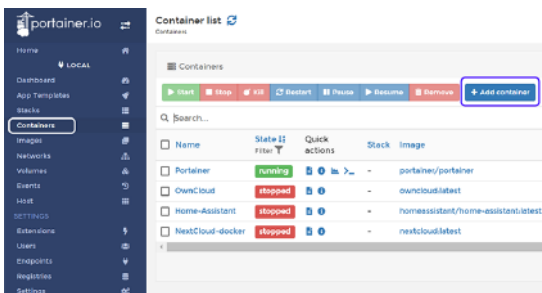 portainer.io
Home
LOCAL
Dashboard
App Templates
Stacks
Containers
Images
Networks
Volumes
Events
Host
SETTINGS
Extensions
Users
Endpoints
Registries
Settings
Container list
Containers
Containers
Start Stop Kill Restart Pause Resume Remove + Add container
Search...
Name State Filter Quick actions Stack Image
Portainer running - portainer/portainer
OwnCloud stopped - owncloud:latest
Home-Assistant stopped - homeassistant/home-assistant:latest
NextCloud-docker stopped - nextcloud:latest